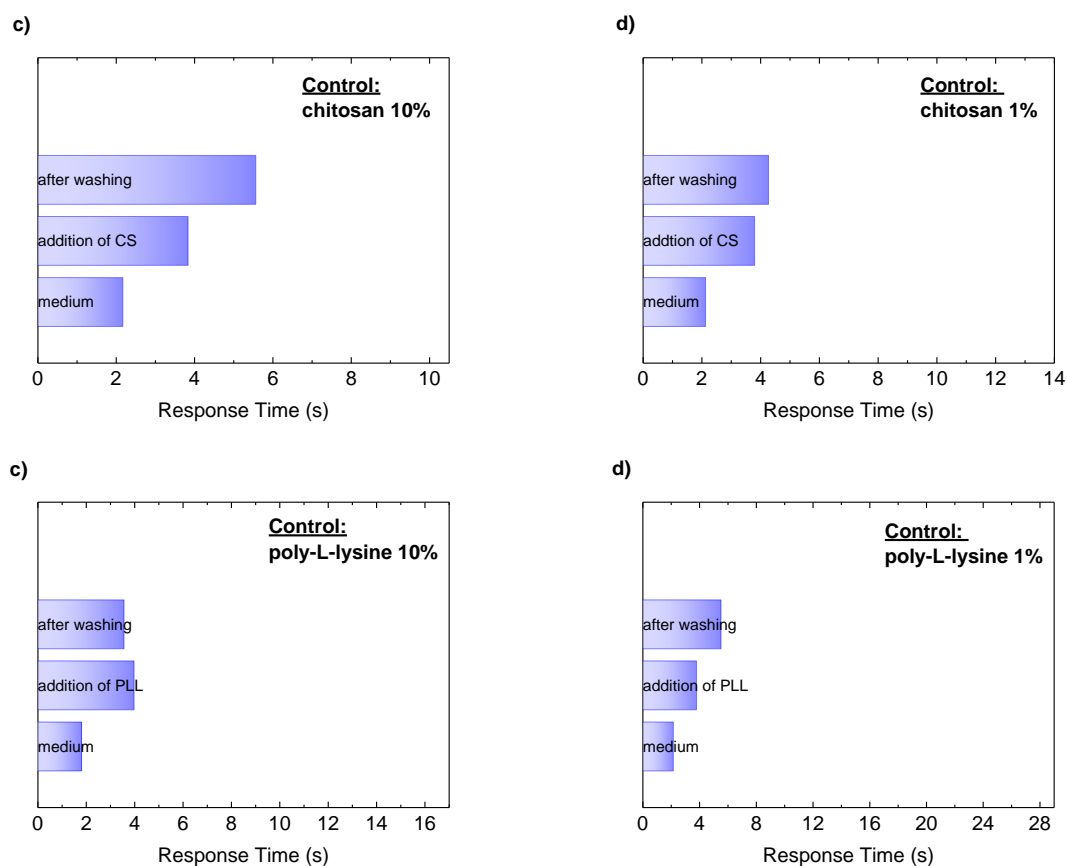 c)
Control:
chitosan 10%
after washing
addition of CS
medium
0 2 4 6 8 10
Response Time (s)
d)
Control:
chitosan 1%
after washing
addtion of CS
medium
0 2 4 6 8 10 12 14
Response Time (s)
c)
Control:
poly-L-lysine 10%
after washing
addition of PLL
medium
0 2 4 6 8 10 12 14 16
Response Time (s)
d)
Control:
poly-L-lysine 1%
after washing
addition of PLL
medium
0 4 8 12 16 20 24 28
Response Time (s)